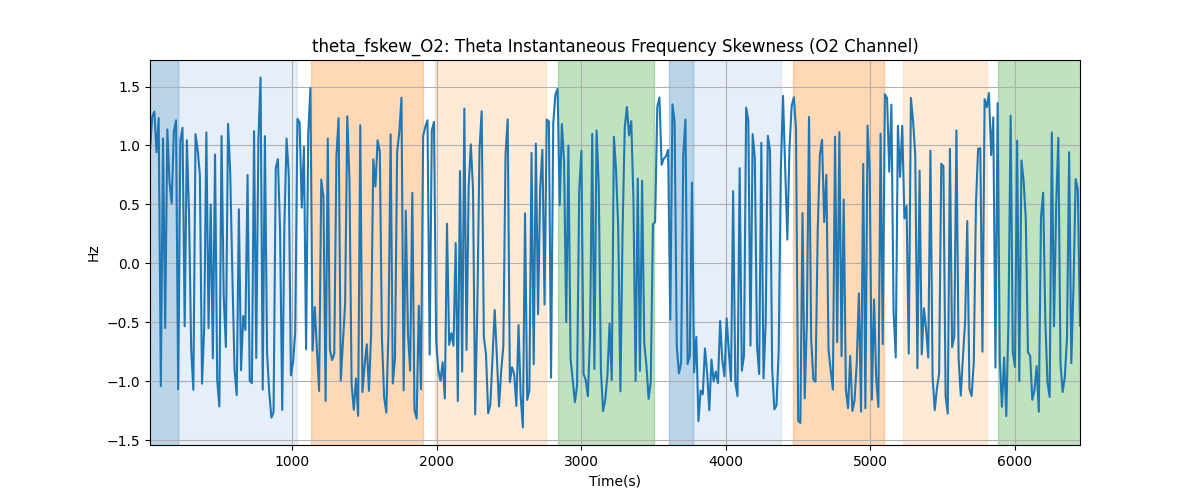 theta_fskew_O2: Theta Instantaneous Frequency Skewness (O2 Channel)
1.5
1.0
0.5
0.0
−0.5
−1.0
−1.5
Hz
1000 2000 3000 4000 5000 6000
Time(s)